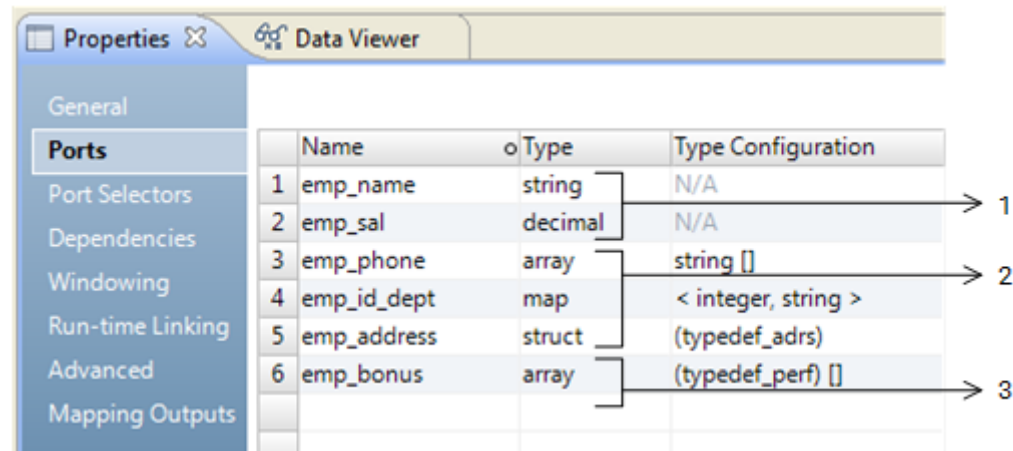 Properties Data Viewer
General
Ports
Port Selectors
Dependencies
Windowing
Run-time Linking
Advanced
Mapping Outputs
Name Type Type Configuration
1 emp_name string N/A
2 emp_sal decimal N/A
3 emp_phone array string []
4 emp_id_dept map < integer, string >
5 emp_address struct (typedef_adrs)
6 emp_bonus array (typedef_perf) []
1
2
3